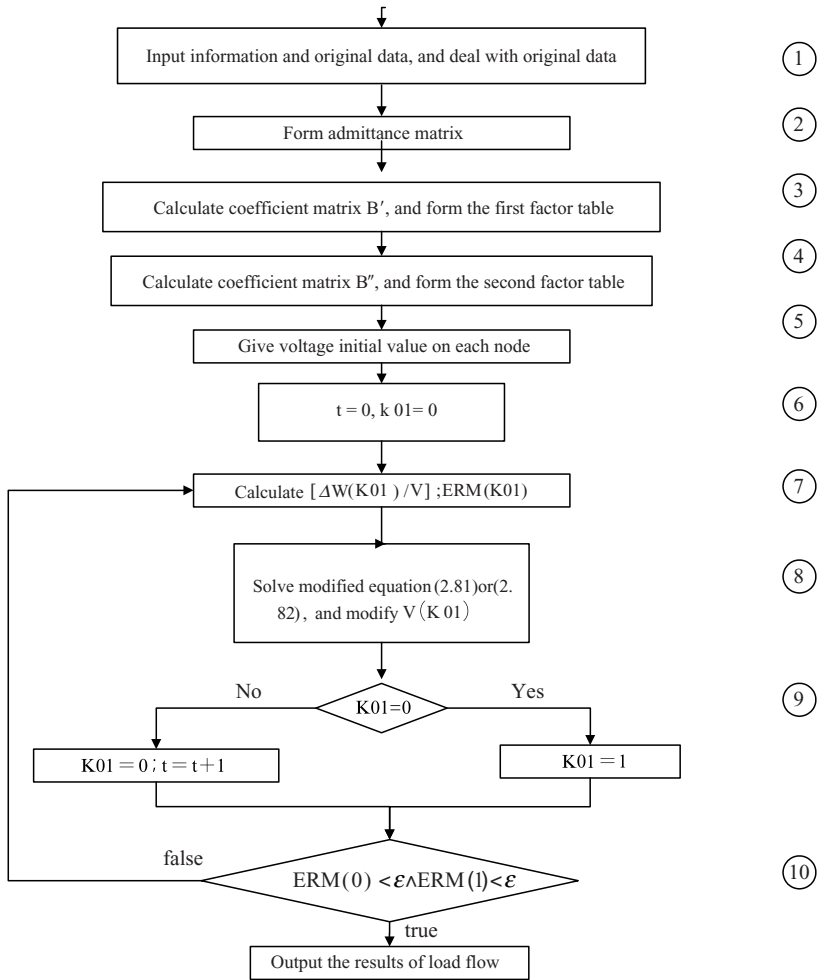 Input information and original data, and deal with original data
①
Form admittance matrix
②
Calculate coefficient matrix B′, and form the first factor table
③
Calculate coefficient matrix B″, and form the second factor table
④
Give voltage initial value on each node
⑤
t = 0, k 01= 0
⑥
Calculate [ΔW(K01) /V] ;ERM(K01)
⑦
Solve modified equation (2.81)or(2.
82), and modify V(K 01)
⑧
No
Yes
K01=0
⑨
K01 = 0; t = t+1
K01 = 1
false
ERM(0) <ε∧ERM(1)<ε
⑩
true
Output the results of load flow